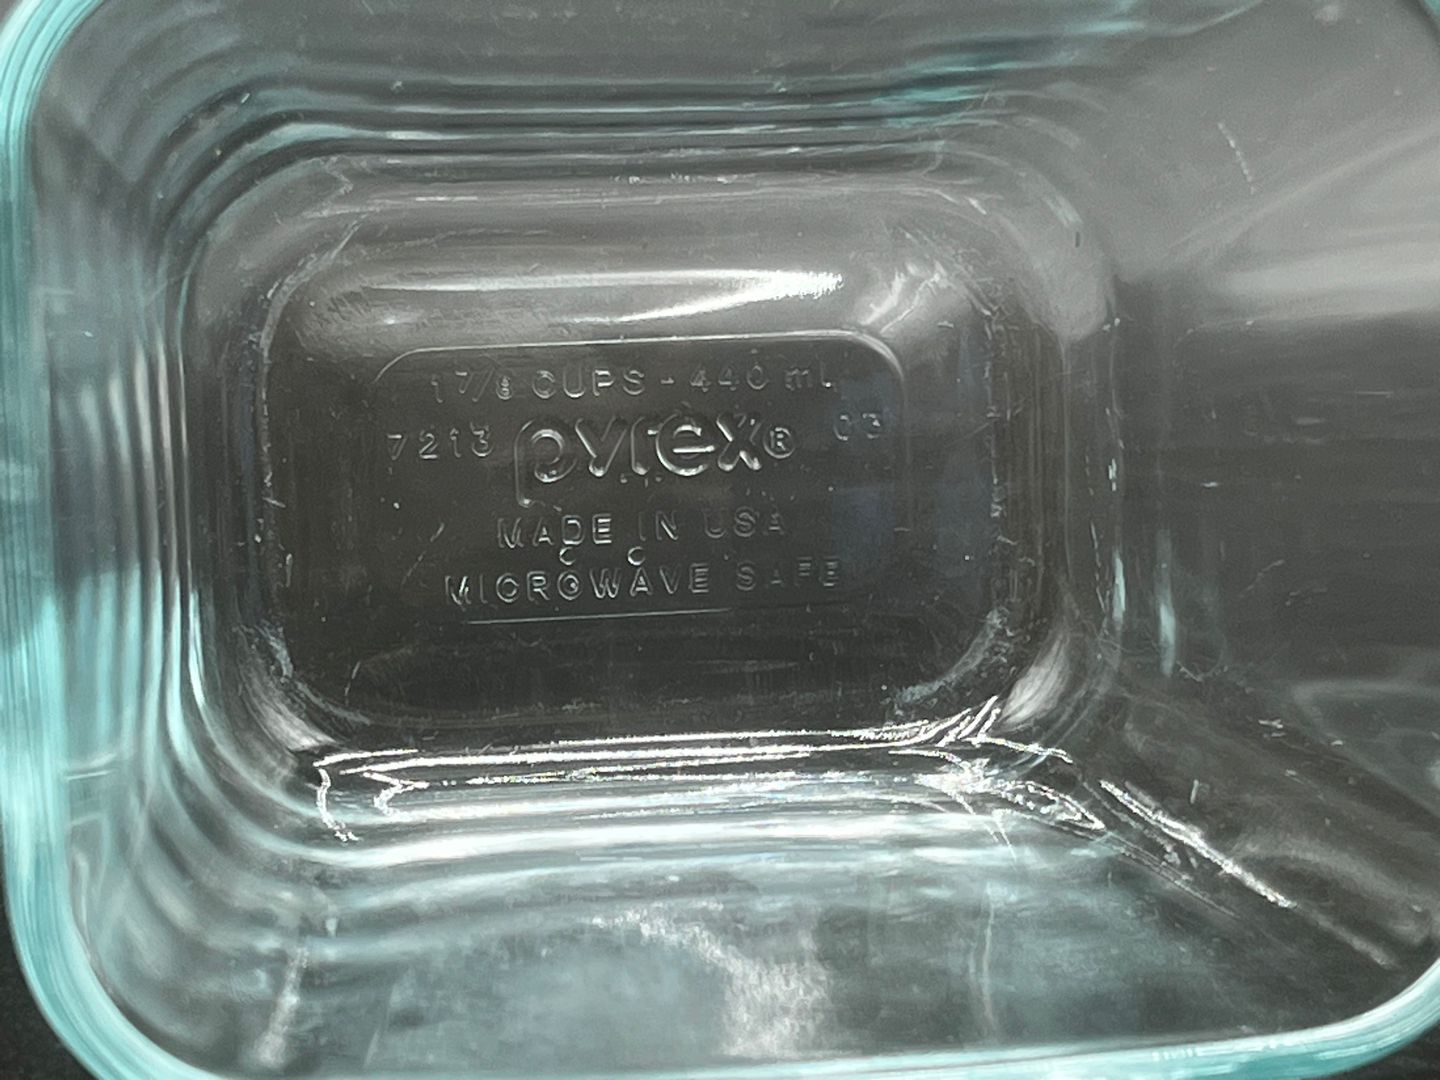 1 7/8 CUPS - 440 mL
7213 pyrex® 03
MADE IN USA
MICROWAVE SAFE